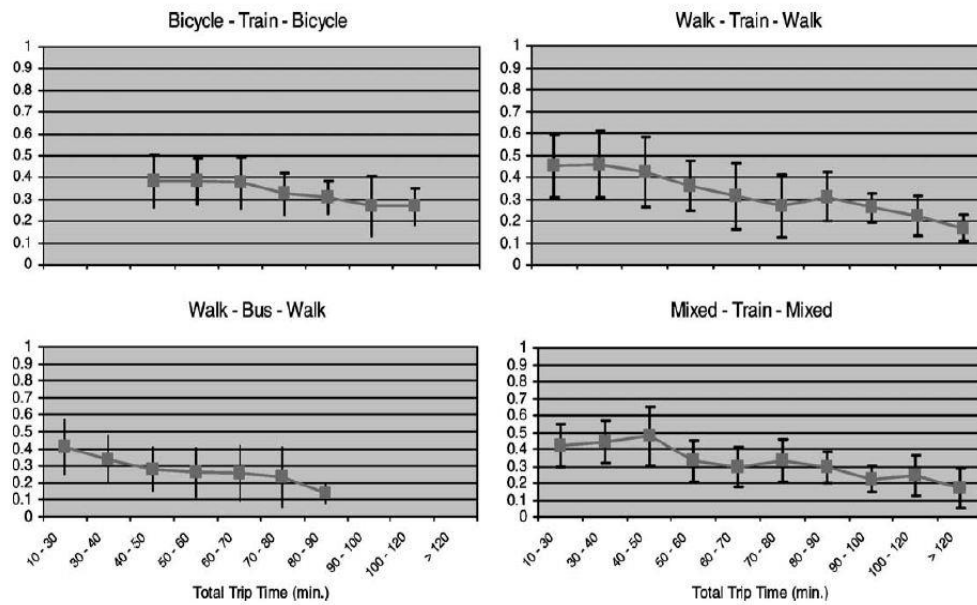 Bicycle - Train - Bicycle
1
0.9
0.8
0.7
0.6
0.5
0.4
0.3
0.2
0.1
0
Walk - Train - Walk
1
0.9
0.8
0.7
0.6
0.5
0.4
0.3
0.2
0.1
0
Walk - Bus - Walk
1
0.9
0.8
0.7
0.6
0.5
0.4
0.3
0.2
0.1
0
10 - 30
30 - 40
40 - 50
50 - 60
60 - 70
70 - 80
80 - 90
90 - 100
100 - 120
> 120
Total Trip Time (min.)
Mixed - Train - Mixed
1
0.9
0.8
0.7
0.6
0.5
0.4
0.3
0.2
0.1
0
10 - 30
30 - 40
40 - 50
50 - 60
60 - 70
70 - 80
80 - 90
90 - 100
100 - 120
> 120
Total Trip Time (min.)